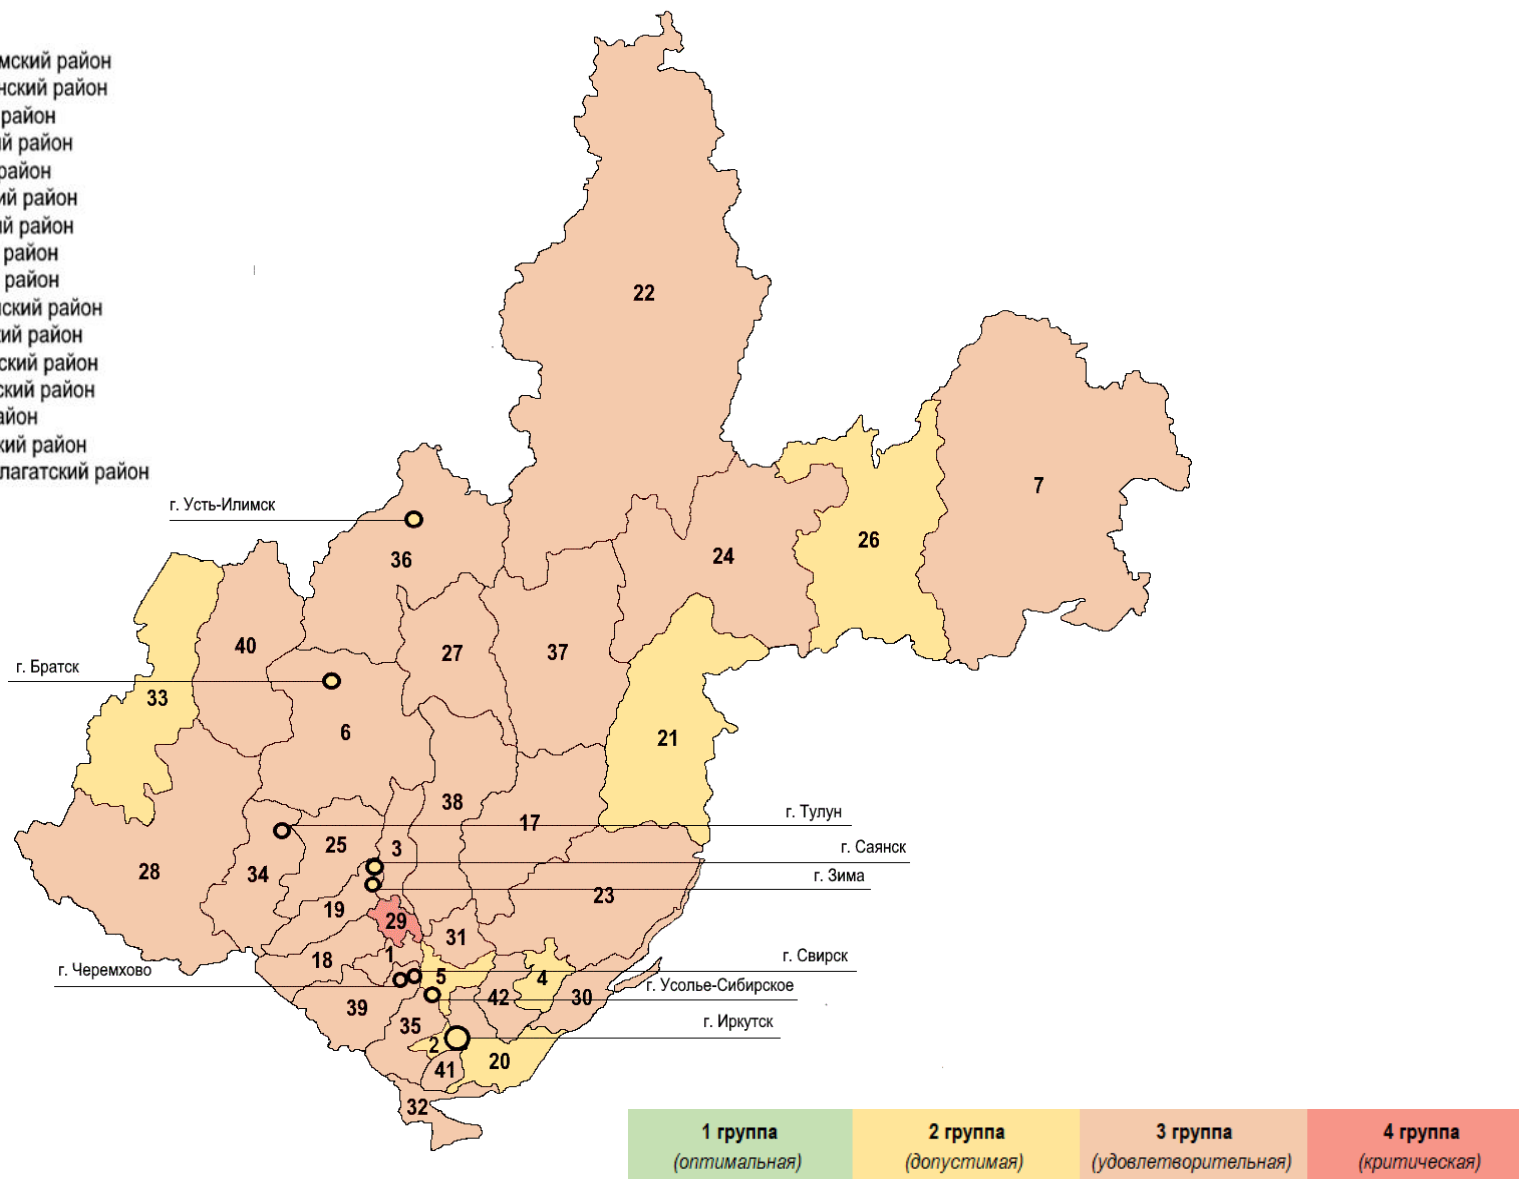 мский район
нский район
район
й район
район
ий район
й район
район
район
ский район
кий район
ский район
ский район
айон
кий район
лагатский район
22
7
г. Усть-Илимск
36
24
26
40
27
37
г. Братск
33
6
21
38
17
г. Тулун
25
3
г. Саянск
28
34
г. Зима
23
19
29
31
1
18
г. Свирск
г. Черемхово
5
4
г. Усолье-Сибирское
42
30
39
35
г. Иркутск
2
20
41
32
1 группа
(оптимальная)
2 группа
(допустимая)
3 группа
(удовлетворительная)
4 группа
(критическая)